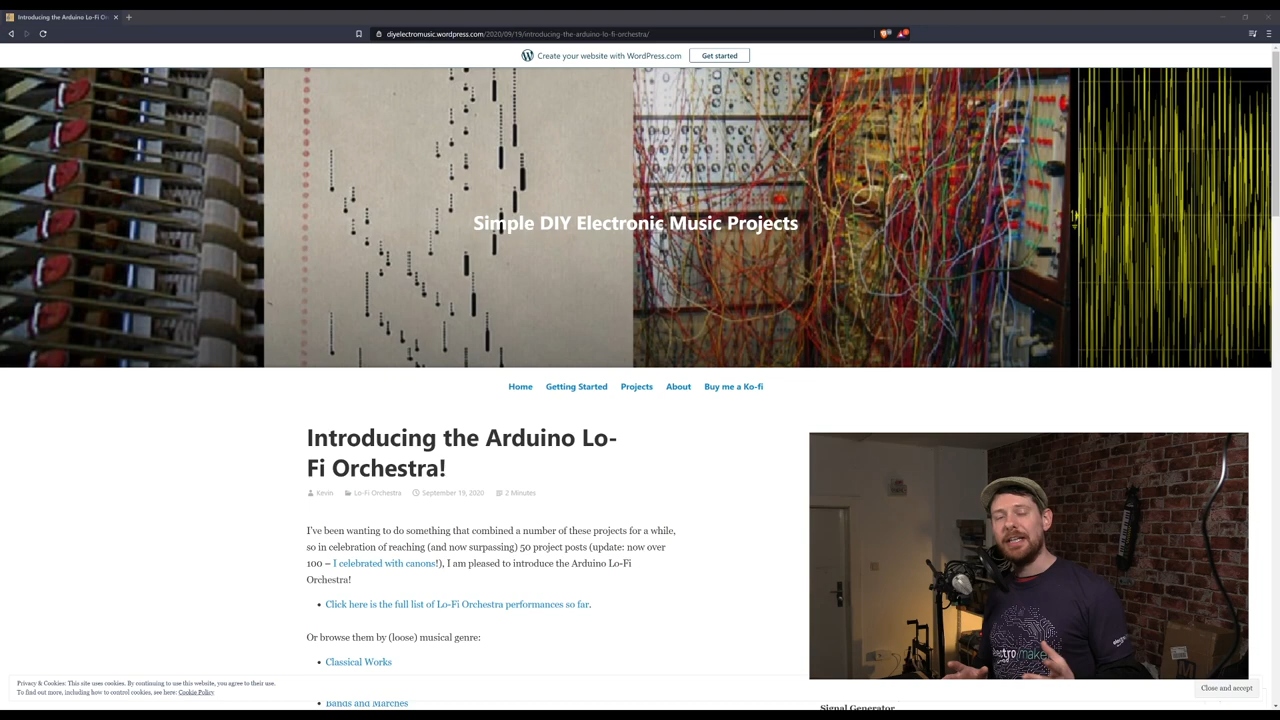 Introducing the Arduino Lo-Fi Or
diyelectromusic.wordpress.com/2020/09/19/introducing-the-arduino-lo-fi-orchestra/
Create your website with WordPress.com
Get started
Simple DIY Electronic Music Projects
Home Getting Started Projects About Buy me a Ko-fi
Introducing the Arduino Lo-
Fi Orchestra!
Kevin Lo-Fi Orchestra September 19, 2020 2 Minutes
I've been wanting to do something that combined a number of these projects for a while,
so in celebration of reaching (and now surpassing) 50 project posts (update: now over
100 – I celebrated with canons!), I am pleased to introduce the Arduino Lo-Fi
Orchestra!
• Click here is the full list of Lo-Fi Orchestra performances so far.
Or browse them by (loose) musical genre:
• Classical Works
• Bands and Marches
tro/make
Signal Generator
Privacy & Cookies: This site uses cookies. By continuing to use this website, you agree to their use.
To find out more, including how to control cookies, see here: Cookie Policy
Close and accept